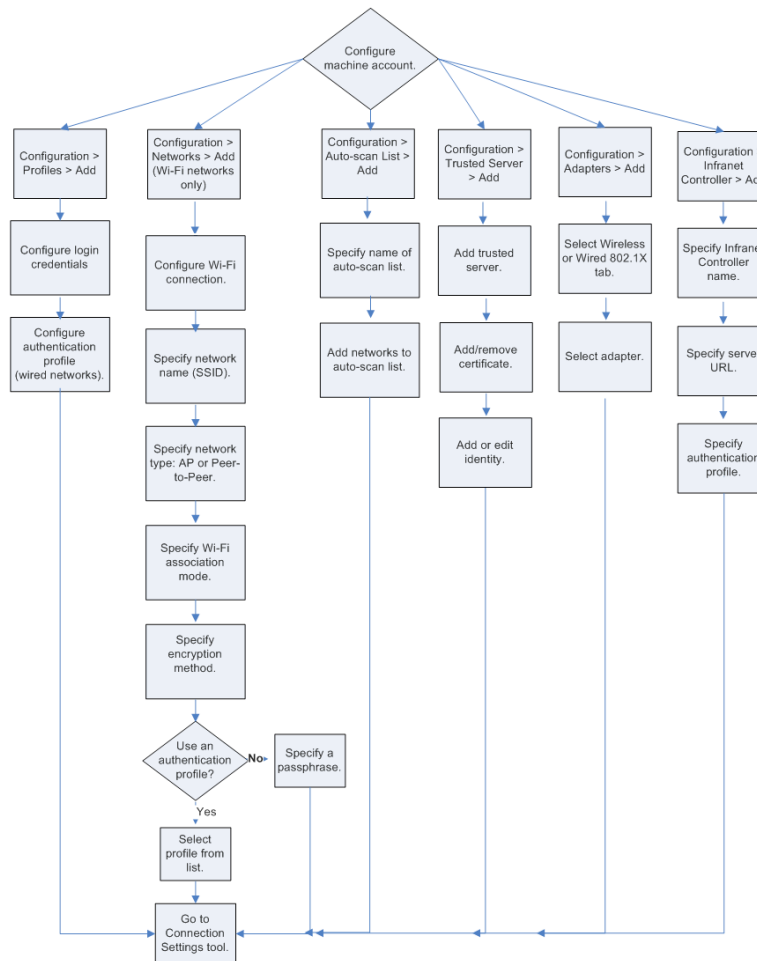 Configure
machine account.
Configuration >
Profiles > Add
Configure login
credentials
Configure
authentication
profile
(wired networks).
Configuration >
Networks > Add
(Wi-Fi networks
only)
Configure Wi-Fi
connection.
Specify network
name (SSID).
Specify network
type: AP or Peer-
to-Peer.
Specify Wi-Fi
association
mode.
Specify
encryption
method.
Use an
authentication
profile?
No
Specify a
passphrase.
Yes
Select
profile from
list.
Go to
Connection
Settings tool.
Configuration >
Auto-scan List >
Add
Specify name of
auto-scan list.
Add networks to
auto-scan list.
Configuration >
Trusted Server
> Add
Add trusted
server.
Add/remove
certificate.
Add or edit
identity.
Configuration >
Adapters > Add
Select Wireless
or Wired 802.1X
tab.
Select adapter.
Configuration
Infranet
Controller >
Specify
Controller
name.
Specify
URL.
Specify
authentication
profile.